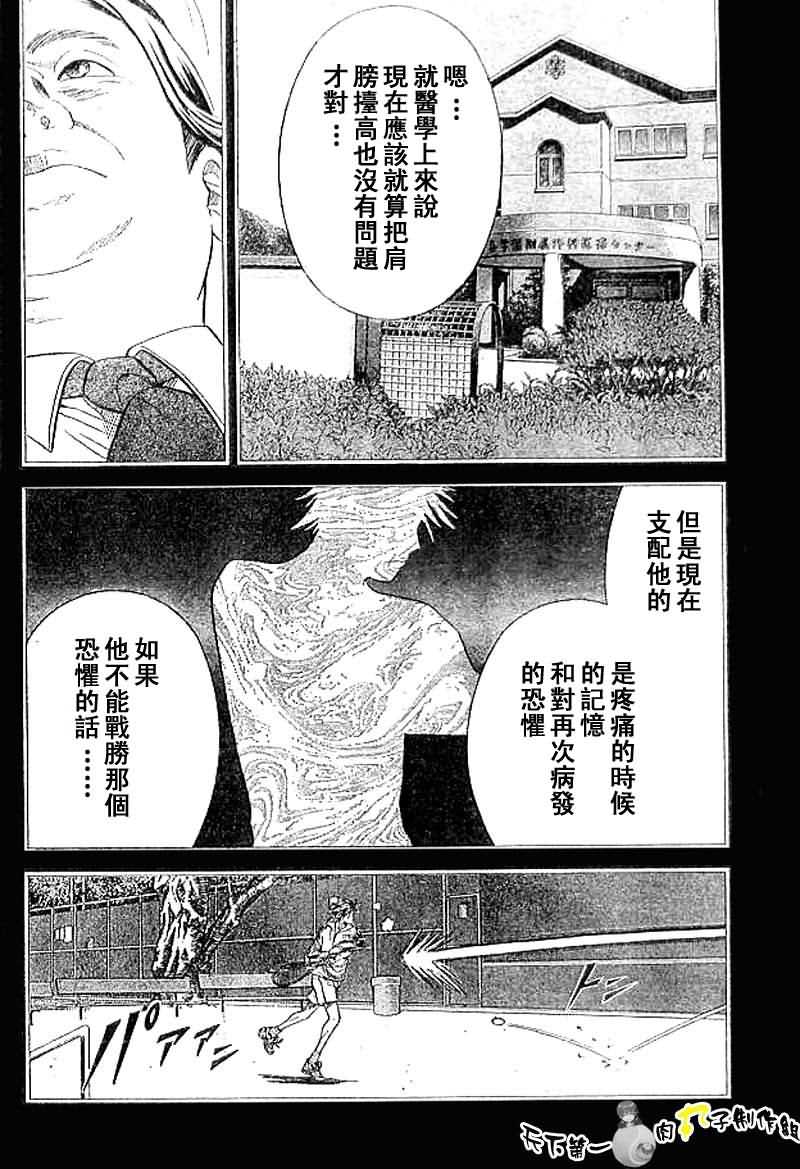 嗯…
就醫學上來說
現在應該就算把肩
膀擡高也沒有問題
才對…
但是現在
支配他的
是疼痛的時候
的記憶
和對再次病發
的恐懼
如果
他不能戰勝那個
恐懼的話……
パァァン
天下第一
肉丸子制作組